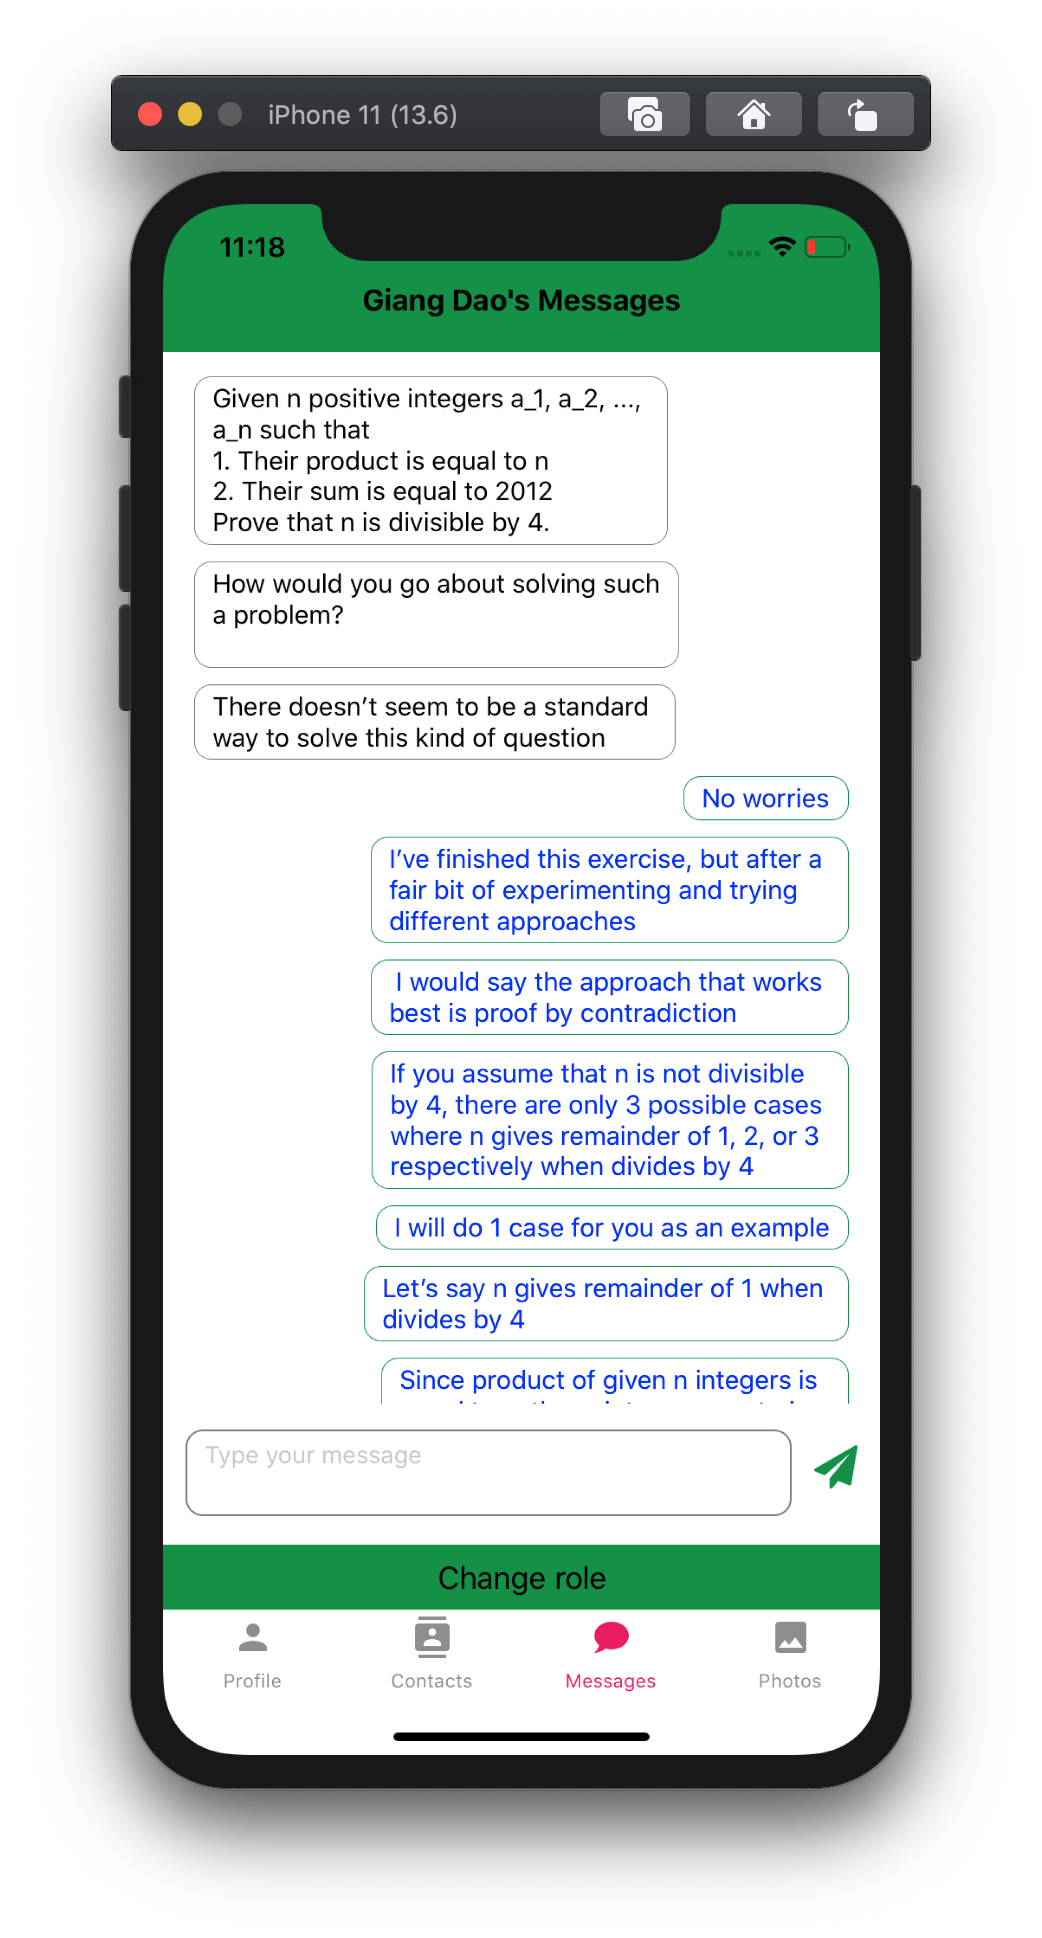 iPhone 11 (13.6)
11:18
Giang Dao's Messages
Given n positive integers a_1, a_2, ...,
a_n such that
1. Their product is equal to n
2. Their sum is equal to 2012
Prove that n is divisible by 4.
How would you go about solving such
a problem?
There doesn’t seem to be a standard
way to solve this kind of question
No worries
I’ve finished this exercise, but after a
fair bit of experimenting and trying
different approaches
I would say the approach that works
best is proof by contradiction
If you assume that n is not divisible
by 4, there are only 3 possible cases
where n gives remainder of 1, 2, or 3
respectively when divides by 4
I will do 1 case for you as an example
Let’s say n gives remainder of 1 when
divides by 4
Since product of given n integers is
Type your message
Change role
Profile
Contacts
Messages
Photos